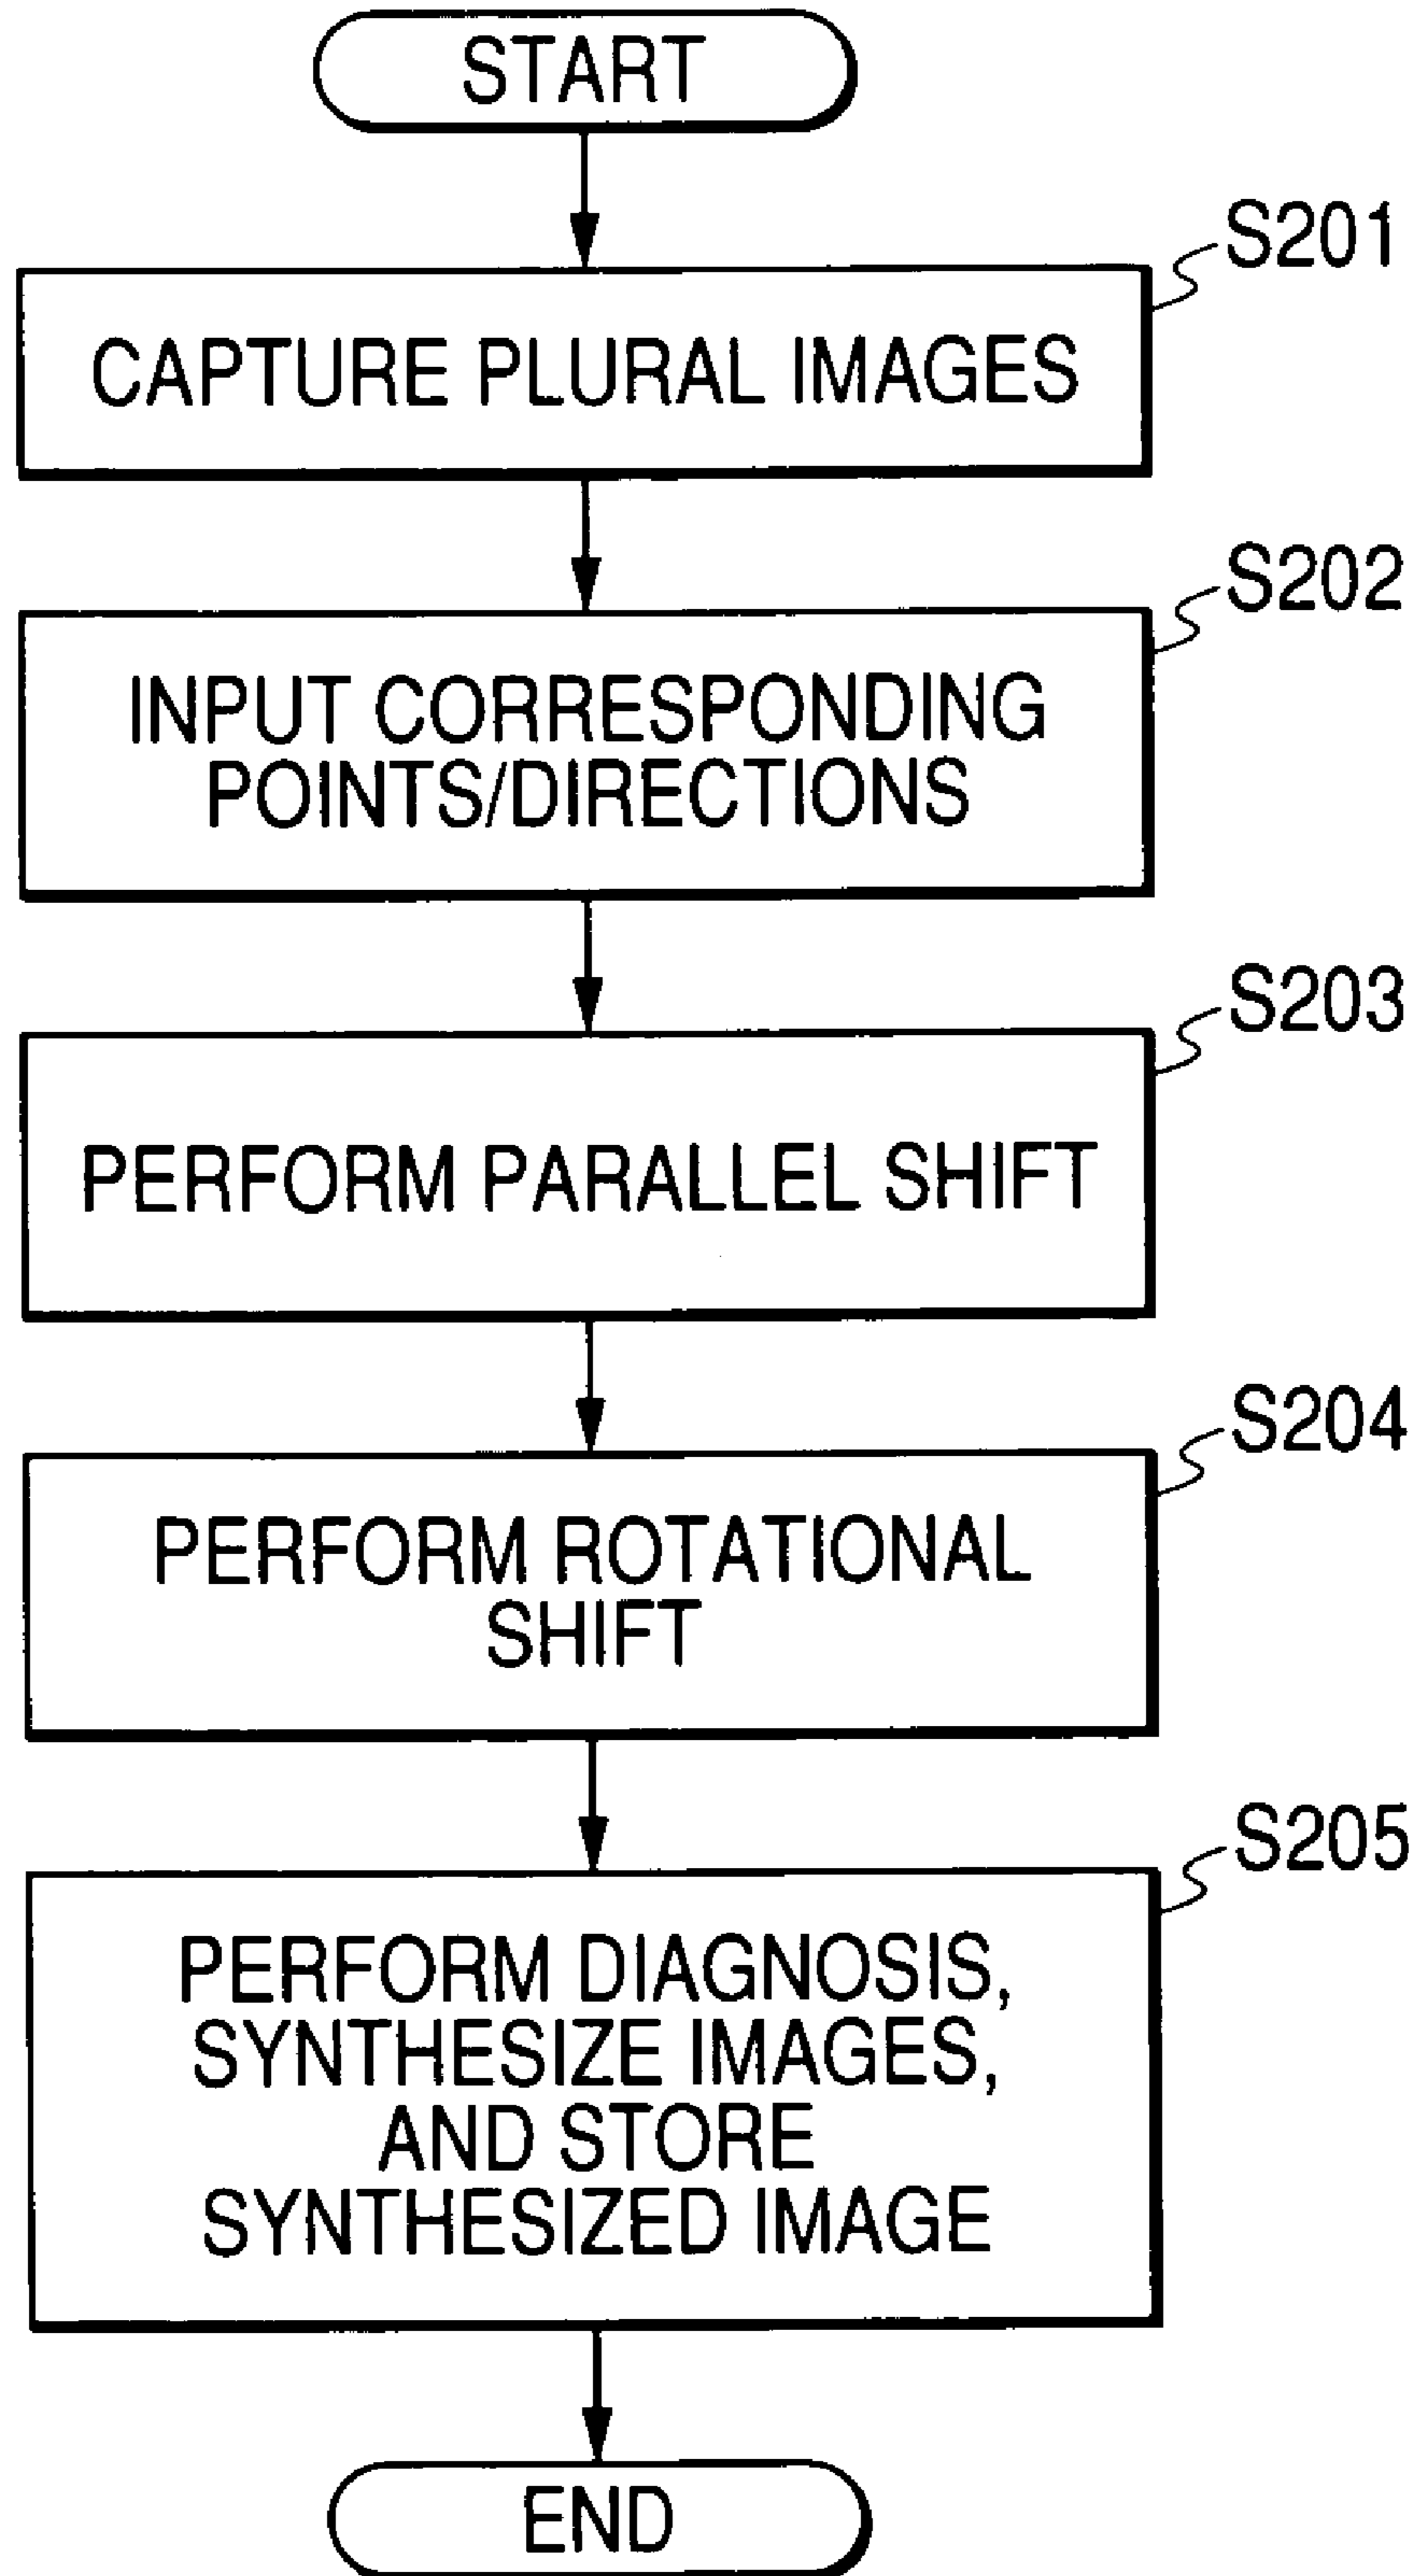 START
S201
CAPTURE PLURAL IMAGES
S202
INPUT CORRESPONDING
POINTS/DIRECTIONS
S203
PERFORM PARALLEL SHIFT
S204
PERFORM ROTATIONAL
SHIFT
S205
PERFORM DIAGNOSIS,
SYNTHESIZE IMAGES,
AND STORE
SYNTHESIZED IMAGE
END